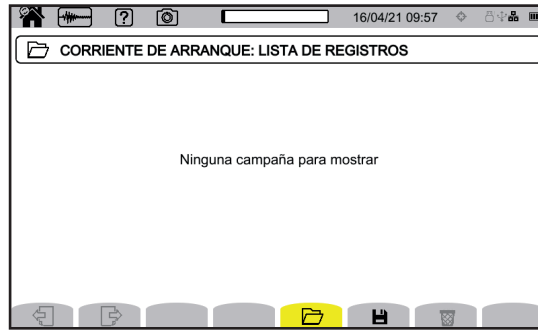 ?
16/04/21 09:57
CORRIENTE DE ARRANQUE: LISTA DE REGISTROS
Ninguna campaña para mostrar